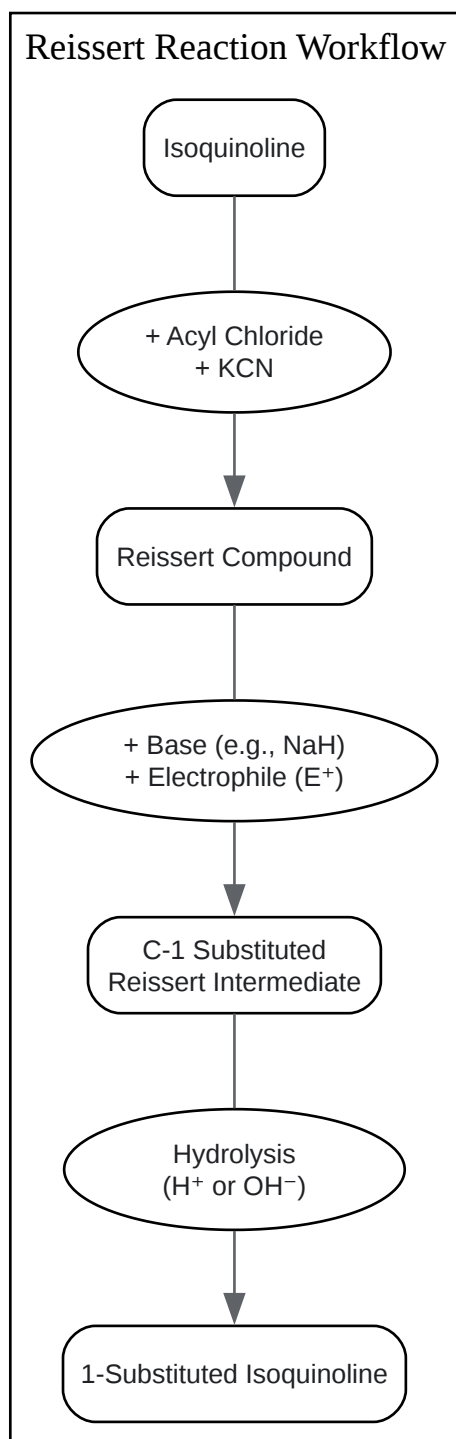 Reissert Reaction Workflow
Isoquinoline
+ Acyl Chloride
+ KCN
Reissert Compound
+ Base (e.g., NaH)
+ Electrophile (E⁺)
C-1 Substituted
Reissert Intermediate
Hydrolysis
(H⁺ or OH⁻)
1-Substituted Isoquinoline